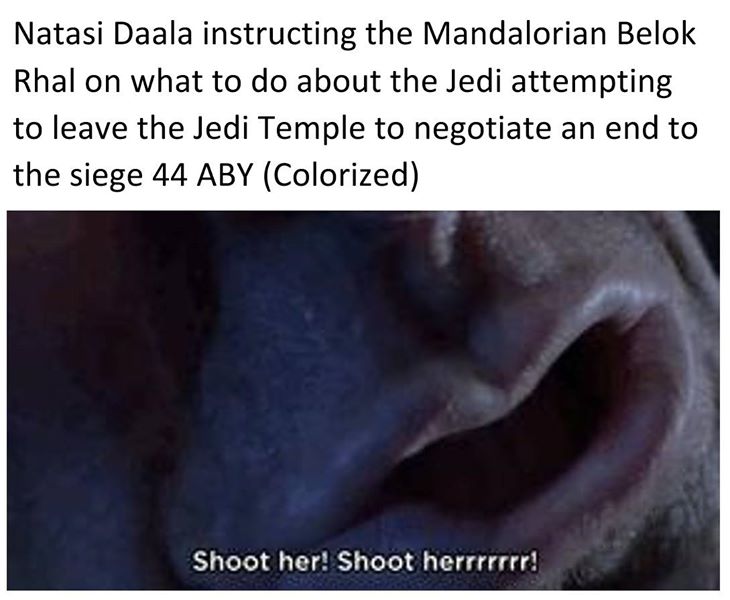 Natasi Daala instructing the Mandalorian Belok
Rhal on what to do about the Jedi attempting
to leave the Jedi Temple to negotiate an end to
the siege 44 ABY (Colorized)
Shoot her! Shoot herrrrrrr!